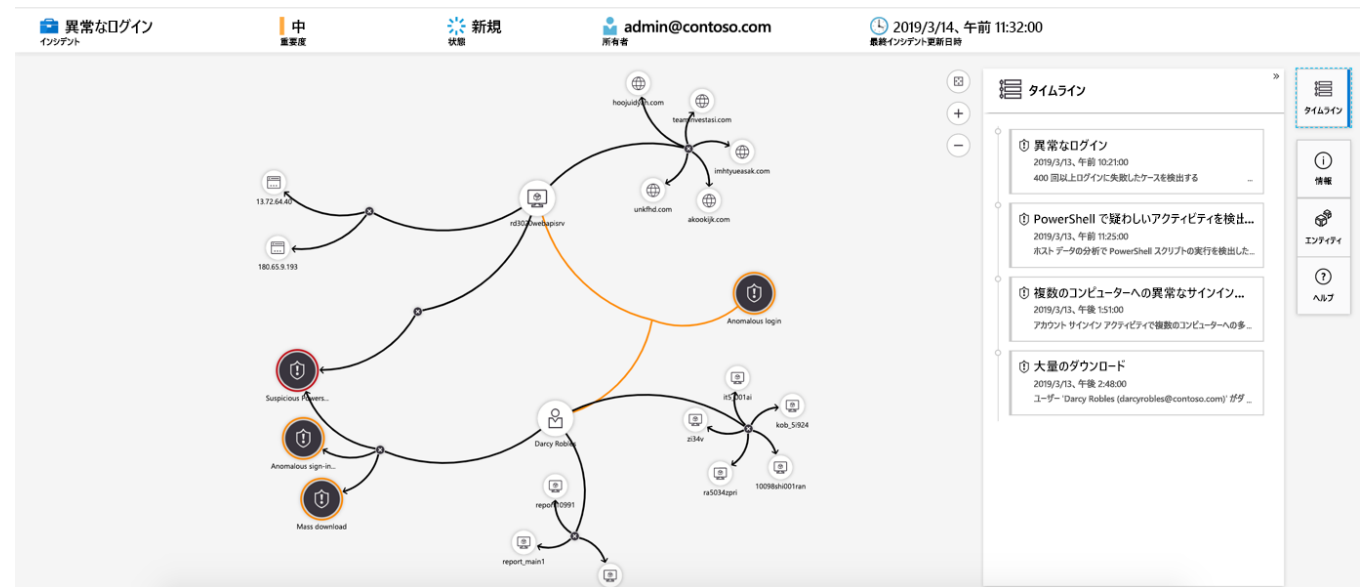 異常なログイン
インシデント
中
重要度
新規
状態
admin@contoso.com
所有者
2019/3/14、午前 11:32:00
最終インシデント更新日時
hoojuidyh.com
teaminvestasi.com
imhtyueasak.com
unkfhd.com
akookijk.com
13.72.64.40
180.65.9.193
rd3020webapisrv
Anomalous login
Suspicious Powers...
Anomalous sign-in...
Mass download
Darcy Robles
it5_001ai
kob_5i924
zi34v
ra5034zpri
10098shi001ran
report_10991
report_main1
タイムライン
»
異常なログイン
2019/3/13、午前 10:21:00
400 回以上ログインに失敗したケースを検出する ...
PowerShell で疑わしいアクティビティを検出...
2019/3/13、午前 11:25:00
ホスト データの分析で PowerShell スクリプトの実行を検出した...
複数のコンピューターへの異常なサインイン...
2019/3/13、午後 1:51:00
アカウント サインイン アクティビティで複数のコンピューターへの多...
大量のダウンロード
2019/3/13、午後 2:48:00
ユーザー 'Darcy Robles (darcyrobles@contoso.com)' がダ...
タイムライン
情報
エンティティ
ヘルプ